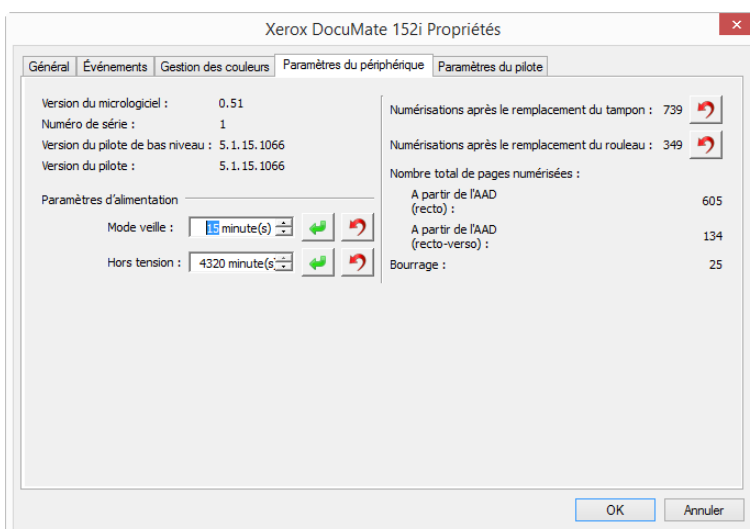 Xerox DocuMate 152i Propriétés
Général Événements Gestion des couleurs Paramètres du périphérique Paramètres du pilote
Version du micrologiciel : 0.51
Numéro de série : 1
Version du pilote de bas niveau : 5.1.15.1066
Version du pilote : 5.1.15.1066
Paramètres d'alimentation
Mode veille : 15 minute(s)
Hors tension : 4320 minute(s
Numérisations après le remplacement du tampon : 739
Numérisations après le remplacement du rouleau : 349
Nombre total de pages numérisées :
A partir de l'AAD
(recto) : 605
A partir de l'AAD
(recto-verso) : 134
Bourrage : 25
OK Annuler